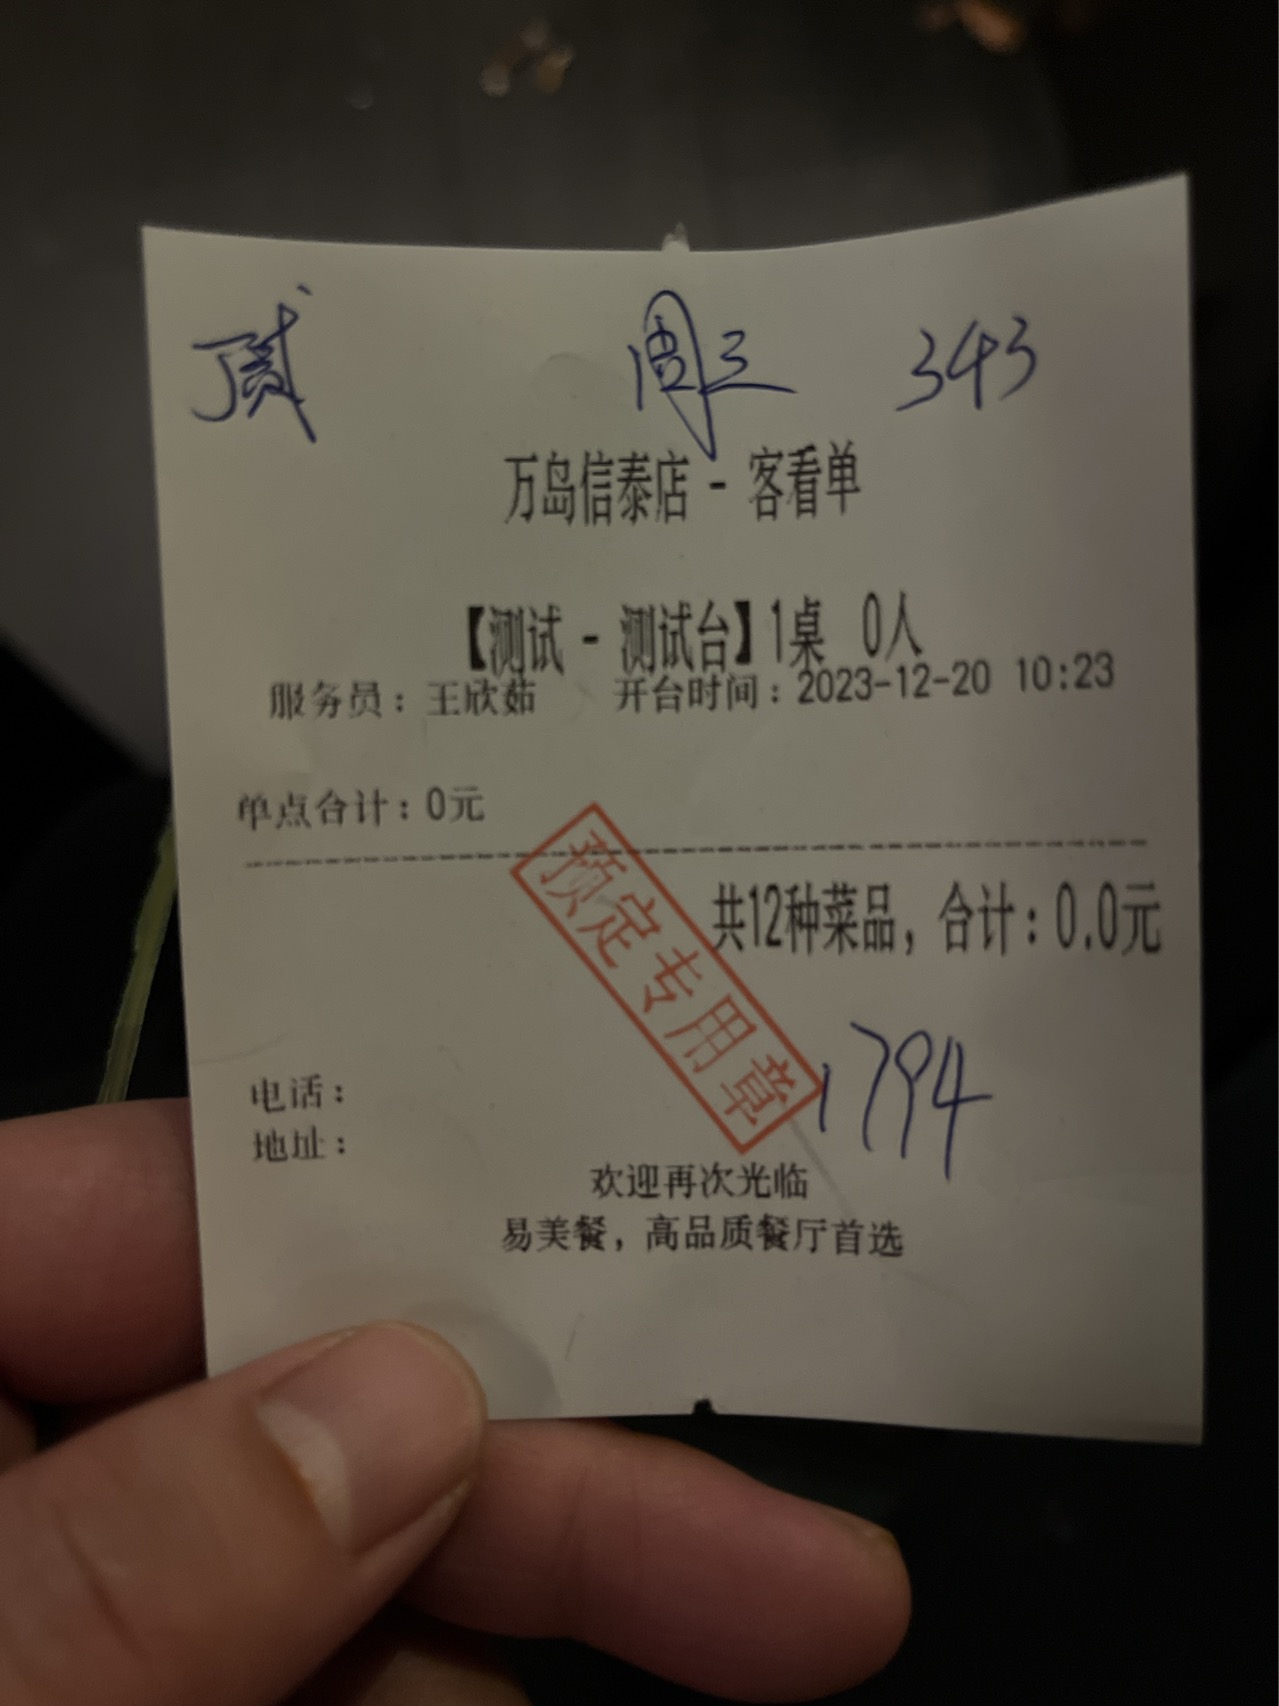 周三 343
万岛信泰店 - 客看单
【测试 - 测试台】1桌 0人
服务员：王欣茹 开台时间：2023-12-20 10:23
单点合计：0元
共12种菜品，合计：0.0元
预定专用章
1794
电话：
地址：
欢迎再次光临
易美餐，高品质餐厅首选